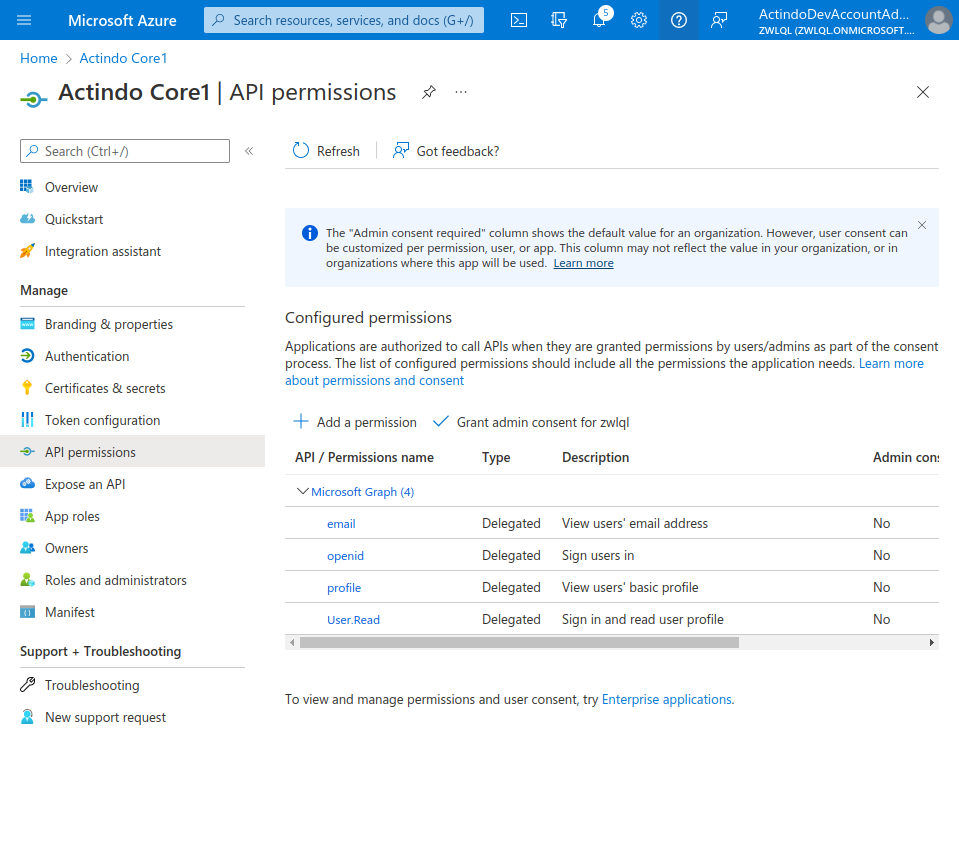 Microsoft Azure
Search resources, services, and docs (G+/)
5
ActindoDevAccountAd...
ZWLQL (ZWLQL.ONMICROSOFT....
Home > Actindo Core1
Actindo Core1 | API permissions
...
Search (Ctrl+/)
«
Refresh
Got feedback?
Overview
Quickstart
Integration assistant
Manage
Branding & properties
Authentication
Certificates & secrets
Token configuration
API permissions
Expose an API
App roles
Owners
Roles and administrators
Manifest
Support + Troubleshooting
Troubleshooting
New support request
The "Admin consent required" column shows the default value for an organization. However, user consent can
be customized per permission, user, or app. This column may not reflect the value in your organization, or in
organizations where this app will be used. Learn more
Configured permissions
Applications are authorized to call APIs when they are granted permissions by users/admins as part of the consent
process. The list of configured permissions should include all the permissions the application needs. Learn more
about permissions and consent
Add a permission
Grant admin consent for zwlql
API / Permissions name Type Description Admin cons
Microsoft Graph (4)
email Delegated View users' email address No
openid Delegated Sign users in No
profile Delegated View users' basic profile No
User.Read Delegated Sign in and read user profile No
To view and manage permissions and user consent, try Enterprise applications.